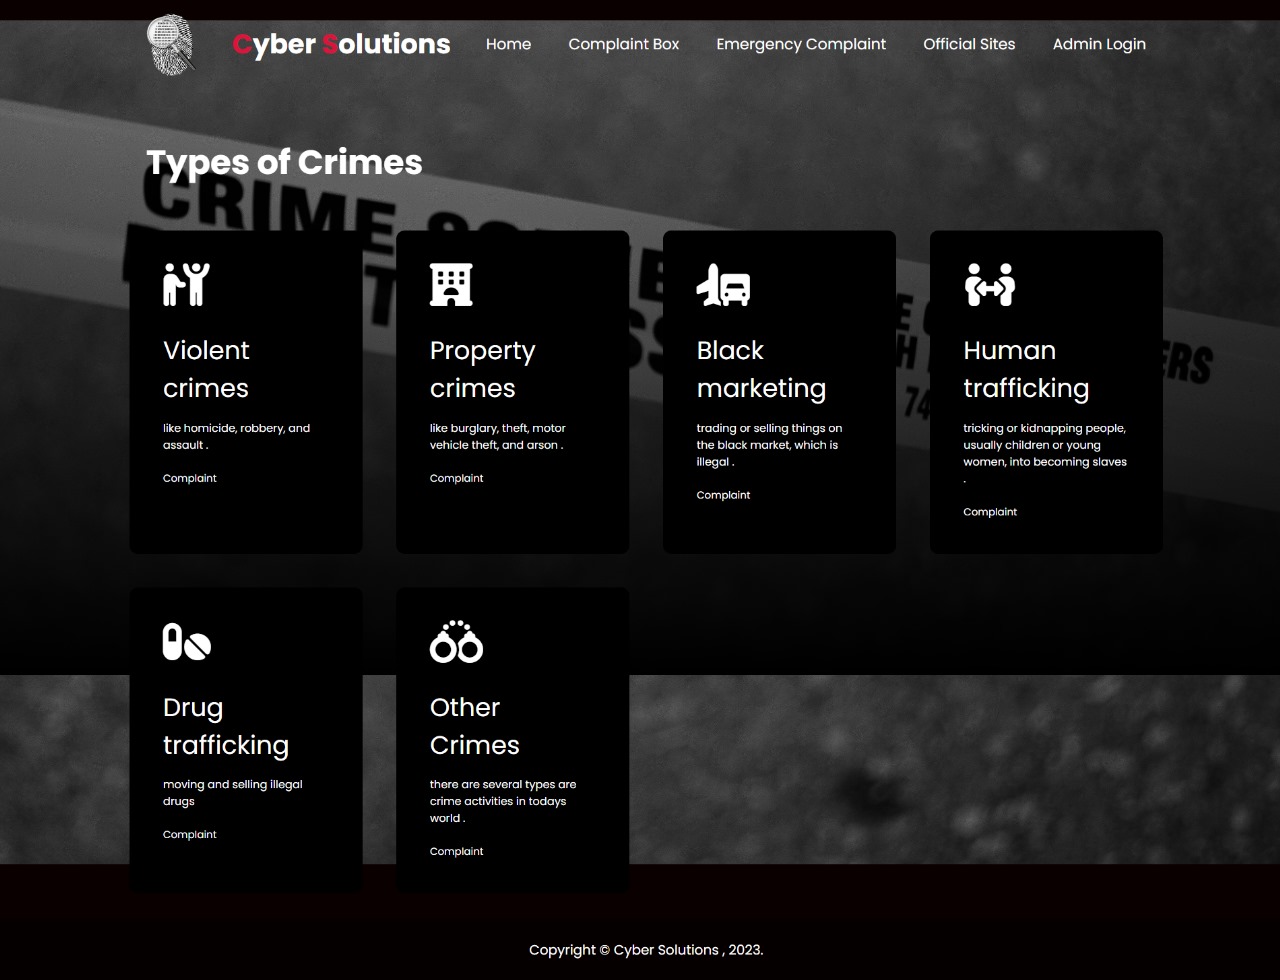 Cyber Solutions Home Complaint Box Emergency Complaint Official Sites Admin Login
Types of Crimes
CRIME
Violent
crimes
like homicide, robbery, and
assault .
Complaint
Property
crimes
like burglary, theft, motor
vehicle theft, and arson .
Complaint
Black
marketing
trading or selling things on
the black market, which is
illegal .
Complaint
Human
trafficking
tricking or kidnapping people,
usually children or young
women, into becoming slaves
.
Complaint
74
Drug
trafficking
moving and selling illegal
drugs
Complaint
Other
Crimes
there are several types are
crime activities in todays
world .
Complaint
Copyright © Cyber Solutions , 2023.